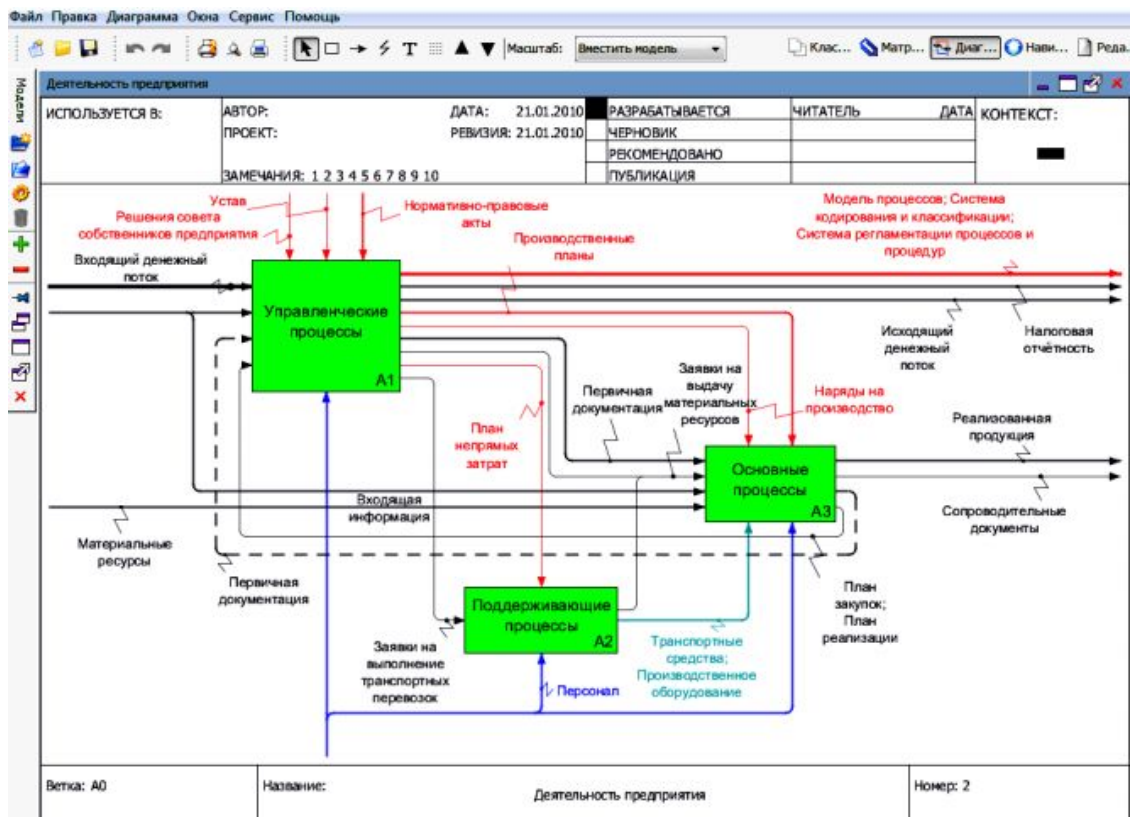 Файл Правка Диаграмма Окна Сервис Помощь
Масштаб: Вместить модель Клас... Матр... Диаг... Нави... Реда.
Модели
Деятельность предприятия
ИСПОЛЬЗУЕТСЯ В:
АВТОР:
ДАТА: 21.01.2010
ПРОЕКТ:
РЕВИЗИЯ: 21.01.2010
ЗАМЕЧАНИЯ: 1 2 3 4 5 6 7 8 9 10
РАЗРАБАТЫВАЕТСЯ
ЧЕРНОВИК
РЕКОМЕНДОВАНО
ПУБЛИКАЦИЯ
ЧИТАТЕЛЬ
ДАТА
КОНТЕКСТ:
Устав
Решения совета
собственников предприятия
Нормативно-правовые
акты
Производственные
планы
Модель процессов; Система
кодирования и классификации;
Система регламентации процессов и
процедур
Входящий денежный
поток
Управленческие
процессы
A1
Исходящий
денежный
поток
Налоговая
отчётность
Первичная
документация
Заявки на
выдачу
материальных
ресурсов
Наряды на
производство
План
непрямых
затрат
Реализованная
продукция
Основные
процессы
A3
Входящая
информация
Сопроводительные
документы
Материальные
ресурсы
Первичная
документация
План
закупок;
План
реализации
Поддерживающие
процессы
A2
Заявки на
выполнение
транспортных
перевозок
Транспортные
средства;
Производственное
оборудование
Персонал
Ветка: A0
Название:
Деятельность предприятия
Номер: 2